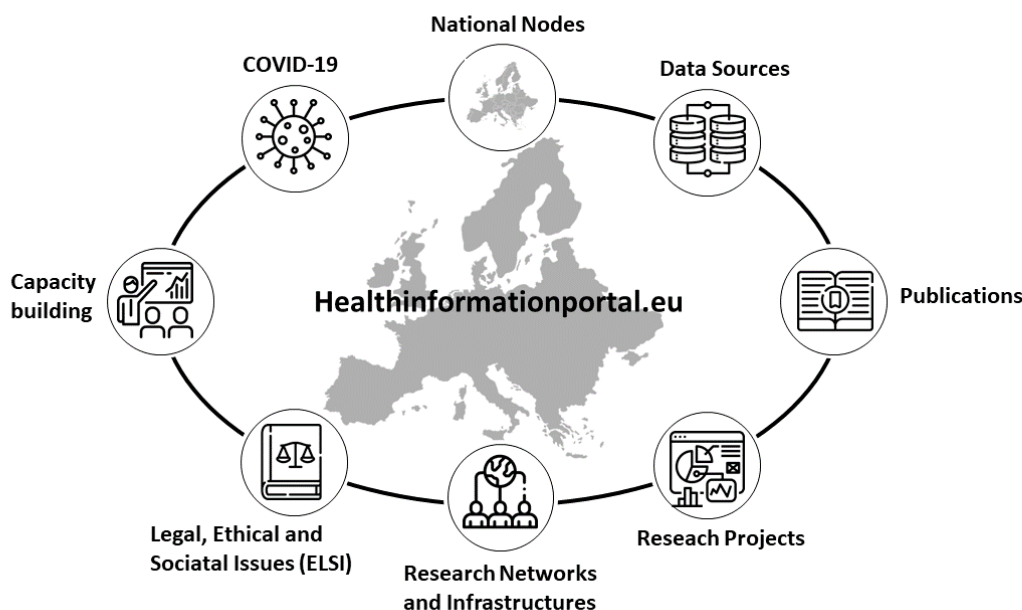 National Nodes
COVID-19
Data Sources
Capacity
building
Healthinformationportal.eu
Publications
Legal, Ethical and
Sociatal Issues (ELSI)
Research Networks
and Infrastructures
Reseach Projects